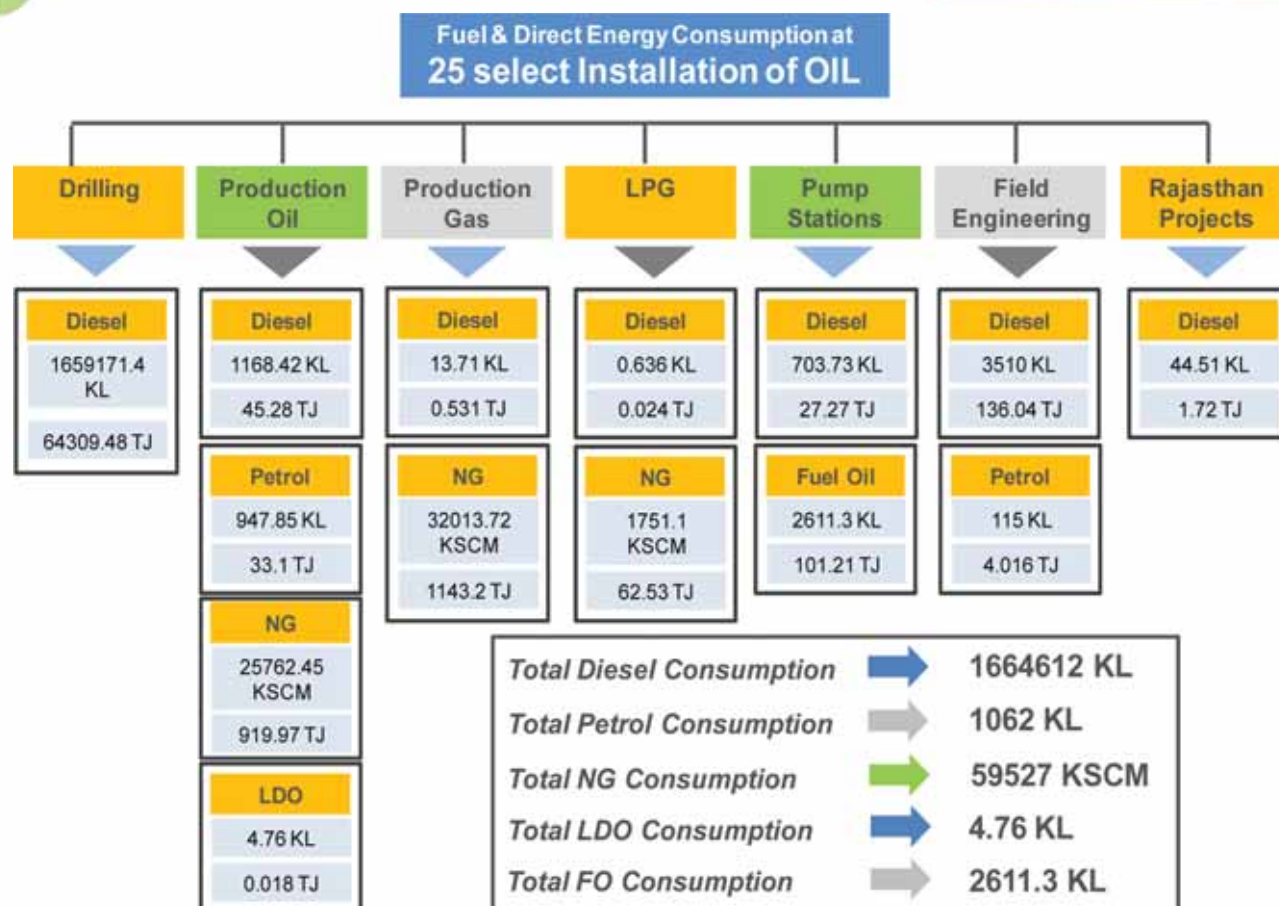 Fuel & Direct Energy Consumption at
25 select Installation of OIL
Drilling
Production
Oil
Production
Gas
LPG
Pump
Stations
Field
Engineering
Rajasthan
Projects
Diesel
1659171.4
KL
64309.48 TJ
Diesel
1168.42 KL
45.28 TJ
Petrol
947.85 KL
33.1 TJ
NG
25762.45
KSCM
919.97 TJ
LDO
4.76 KL
0.018 TJ
Diesel
13.71 KL
0.531 TJ
NG
32013.72
KSCM
1143.2 TJ
Diesel
0.636 KL
0.024 TJ
NG
1751.1
KSCM
62.53 TJ
Diesel
703.73 KL
27.27 TJ
Fuel Oil
2611.3 KL
101.21 TJ
Diesel
3510 KL
136.04 TJ
Petrol
115 KL
4.016 TJ
Diesel
44.51 KL
1.72 TJ
Total Diesel Consumption 1664612 KL
Total Petrol Consumption 1062 KL
Total NG Consumption 59527 KSCM
Total LDO Consumption 4.76 KL
Total FO Consumption 2611.3 KL